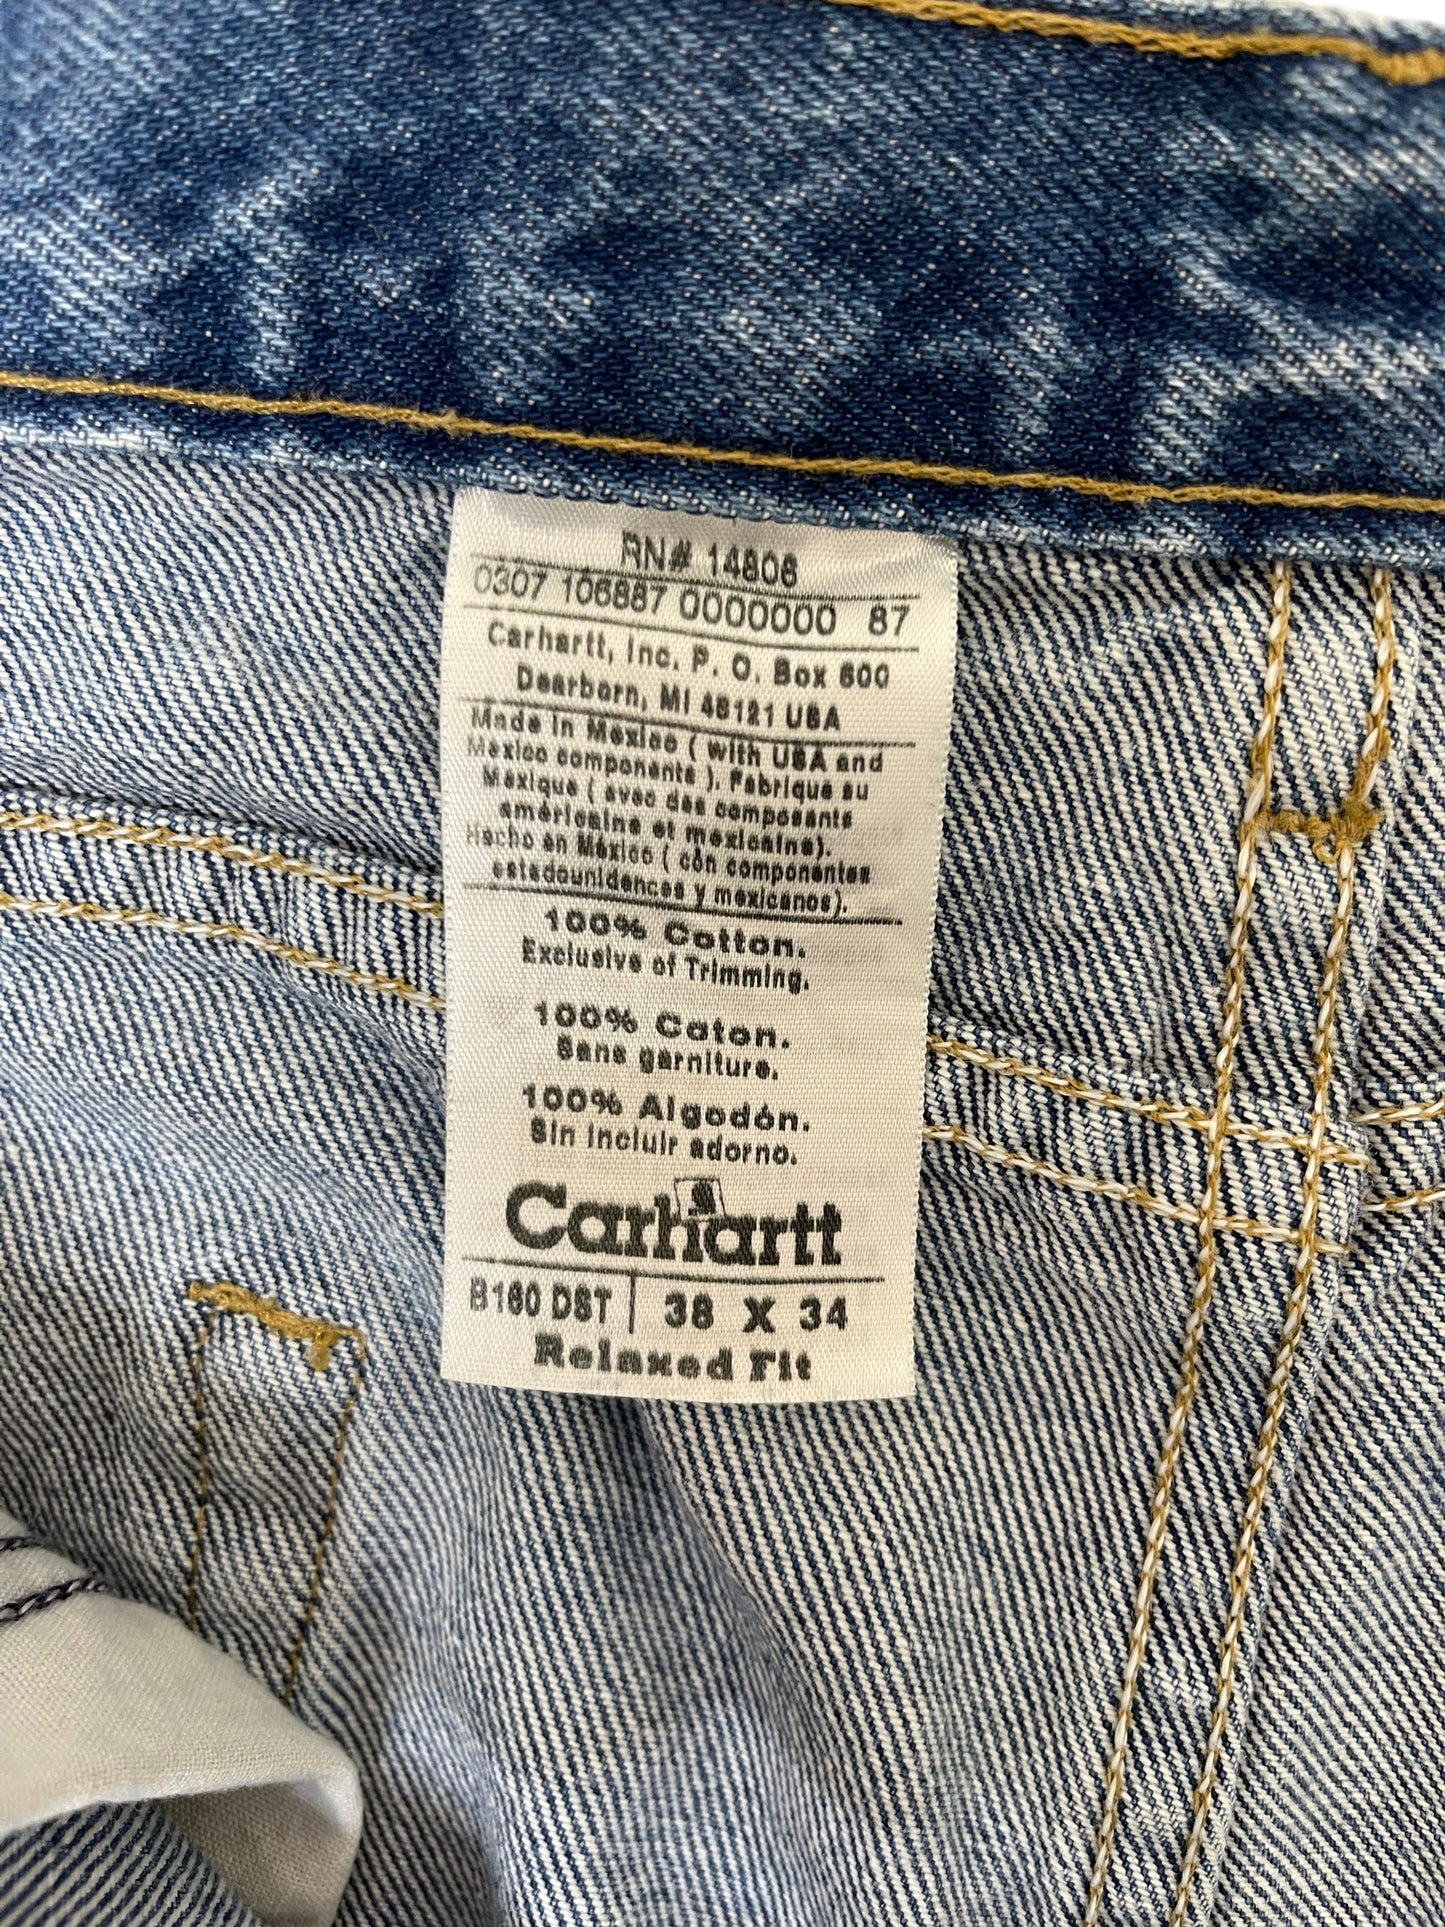 RN# 14806
0307 106887 0000000 87
Carhartt, Inc. P. O. Box 600
Dearborn, MI 48121 USA
Made in Mexico ( with USA and
Mexico components ). Fabrique au
Mexique ( avec des composants
américains et mexicains).
Hecho en México ( con componentes
estadounidences y mexicanos).
100% Cotton.
Exclusive of Trimming.
100% Coton.
Sans garniture.
100% Algodón.
Sin incluir adorno.
Carhartt
B160 DST 38 X 34
Relaxed Fit